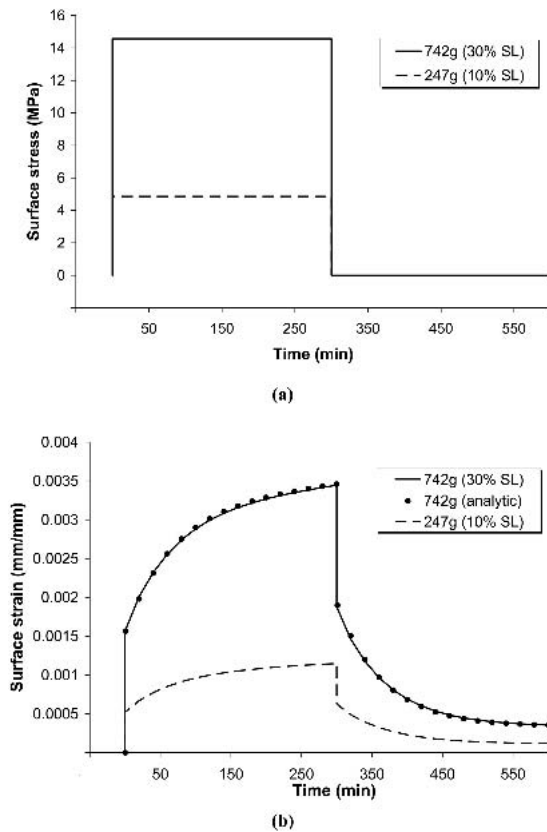 16
14
12
10
8
6
4
2
0
Surface stress (MPa)
742g (30% SL)
247g (10% SL)
50 150 250 350 450 550
Time (min)
(a)
0.004
0.0035
0.003
0.0025
0.002
0.0015
0.001
0.0005
Surface strain (mm/mm)
742g (30% SL)
742g (analytic)
247g (10% SL)
50 150 250 350 450 550
Time (min)
(b)